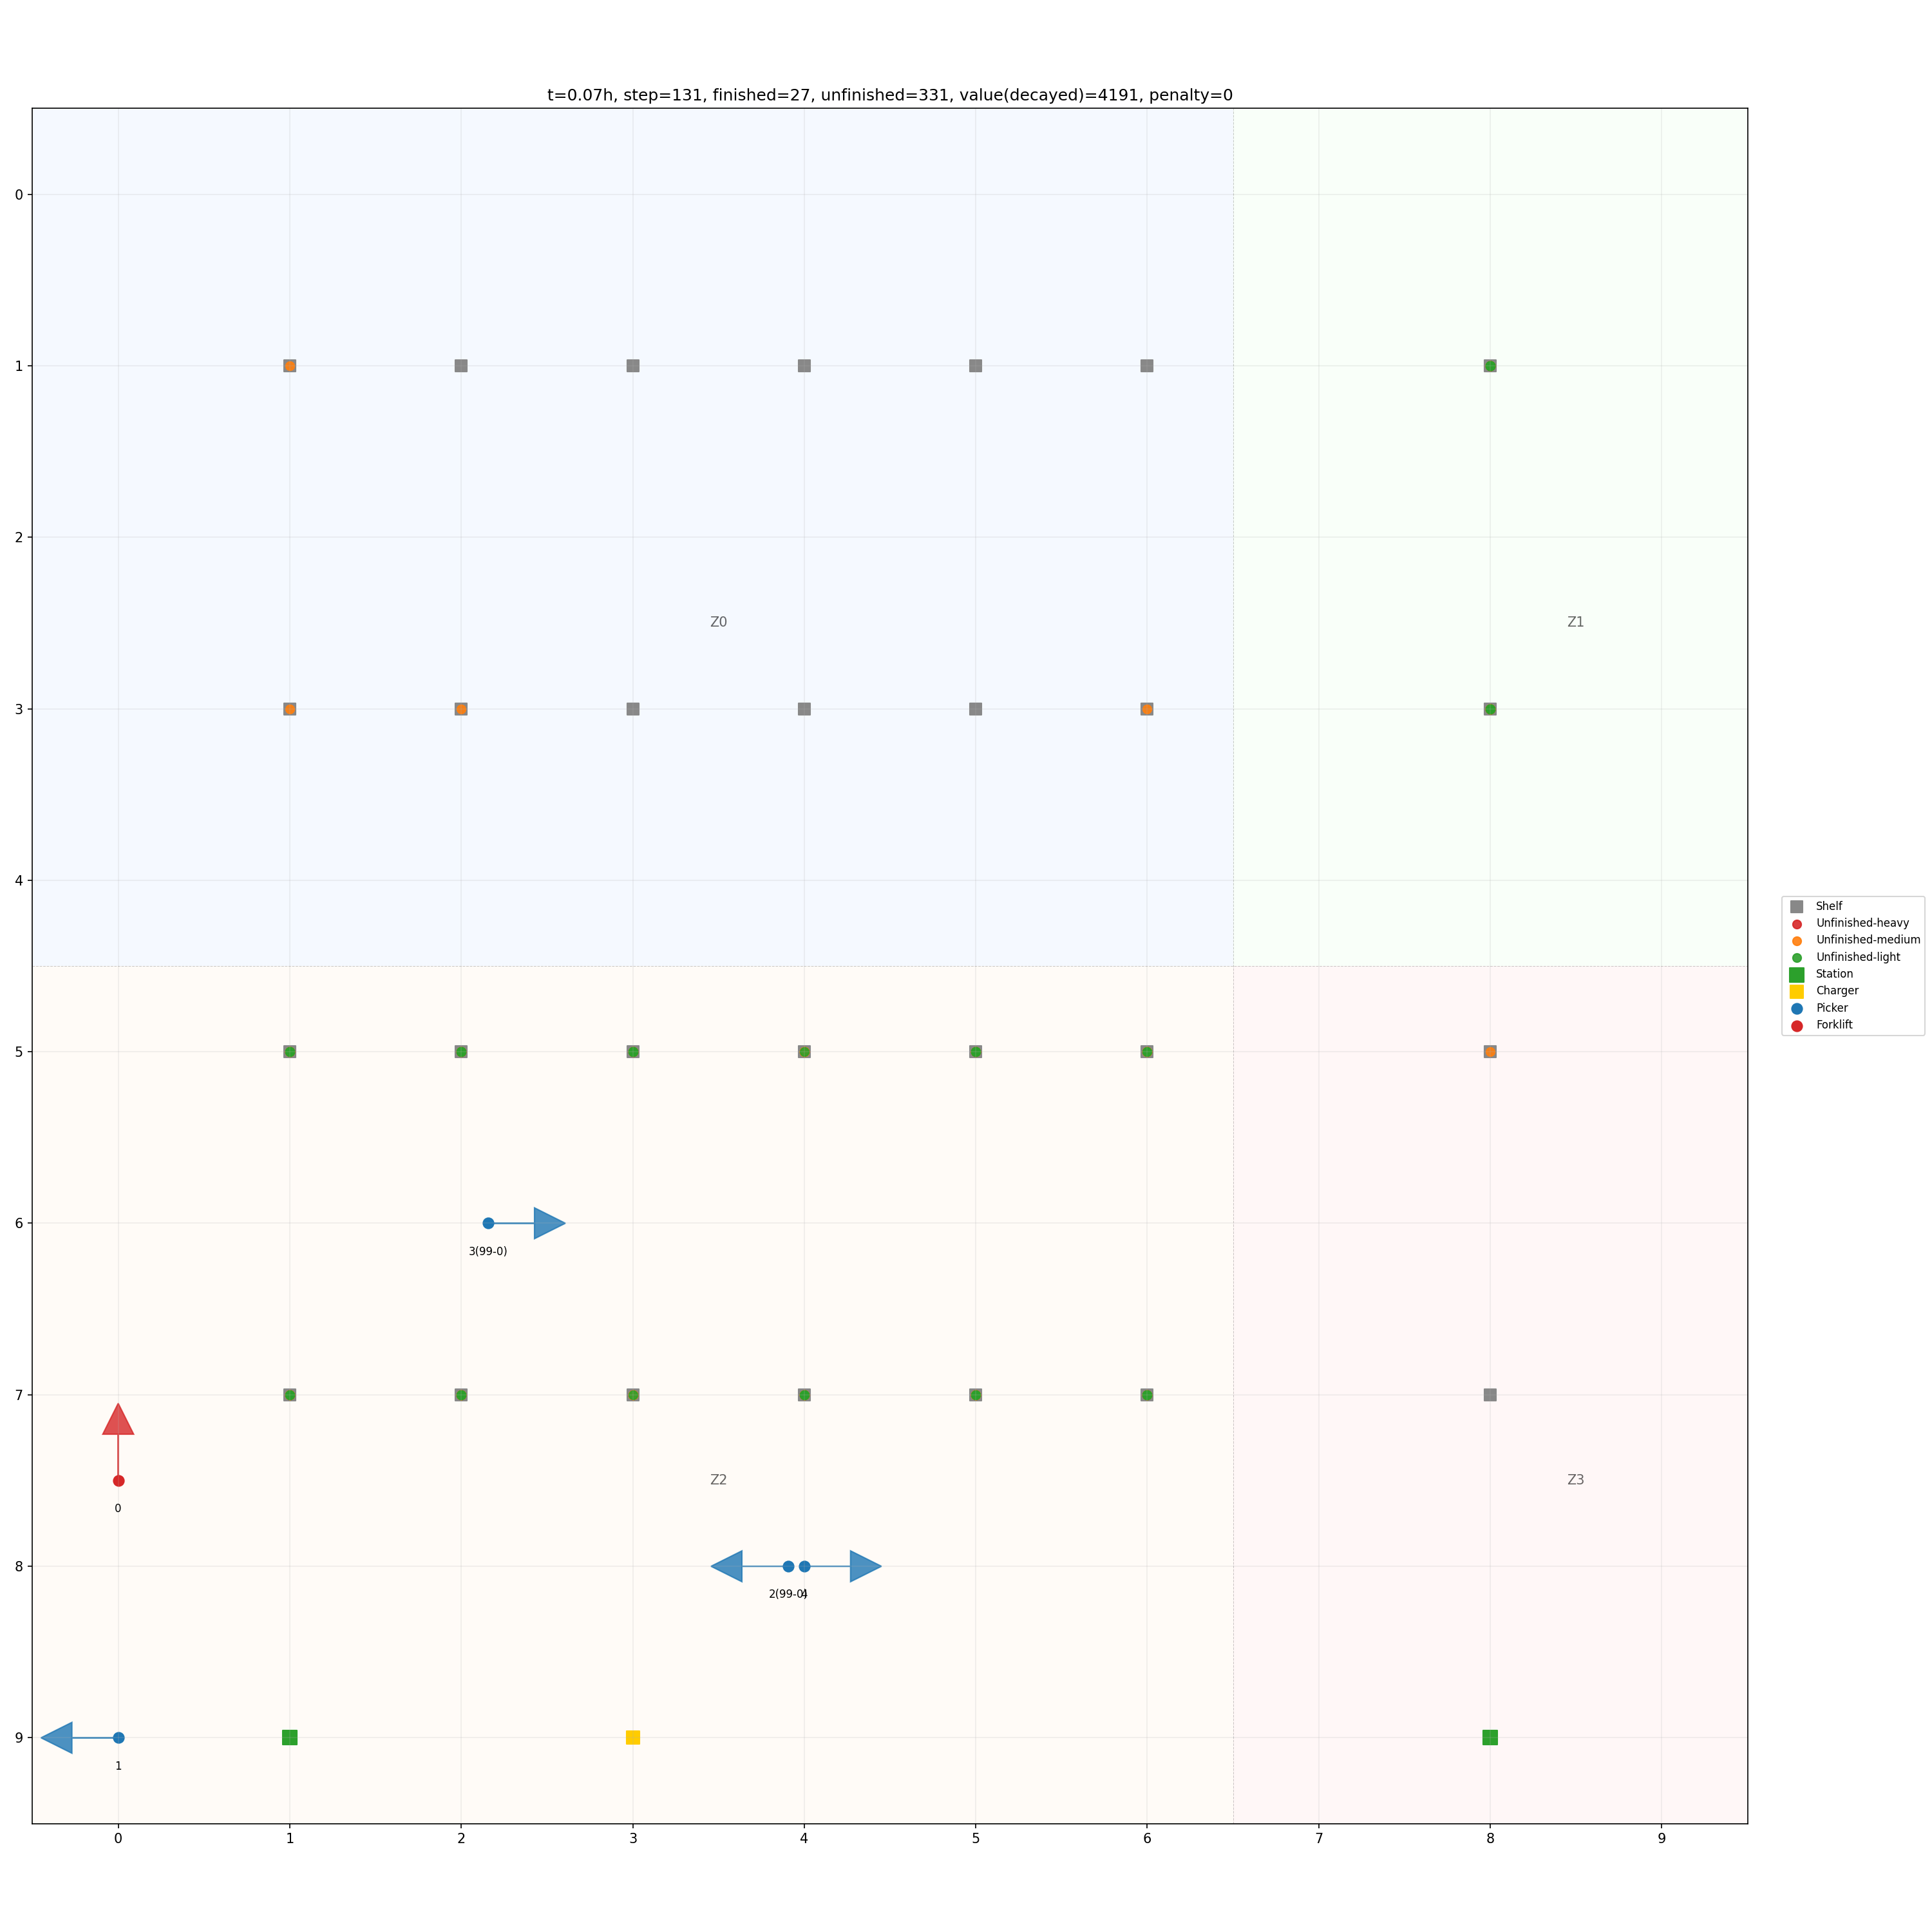 t=0.07h, step=131, finished=27, unfinished=331, value(decayed)=4191, penalty=0
0
1
2
Z0
Z1
3
4
Shelf
Unfinished-heavy
Unfinished-medium
Unfinished-light
Station
Charger
Picker
Forklift
5
6
3(99-0)
7
Z2
Z3
0
8
2(99-0)
4
9
1
0 1 2 3 4 5 6 7 8 9